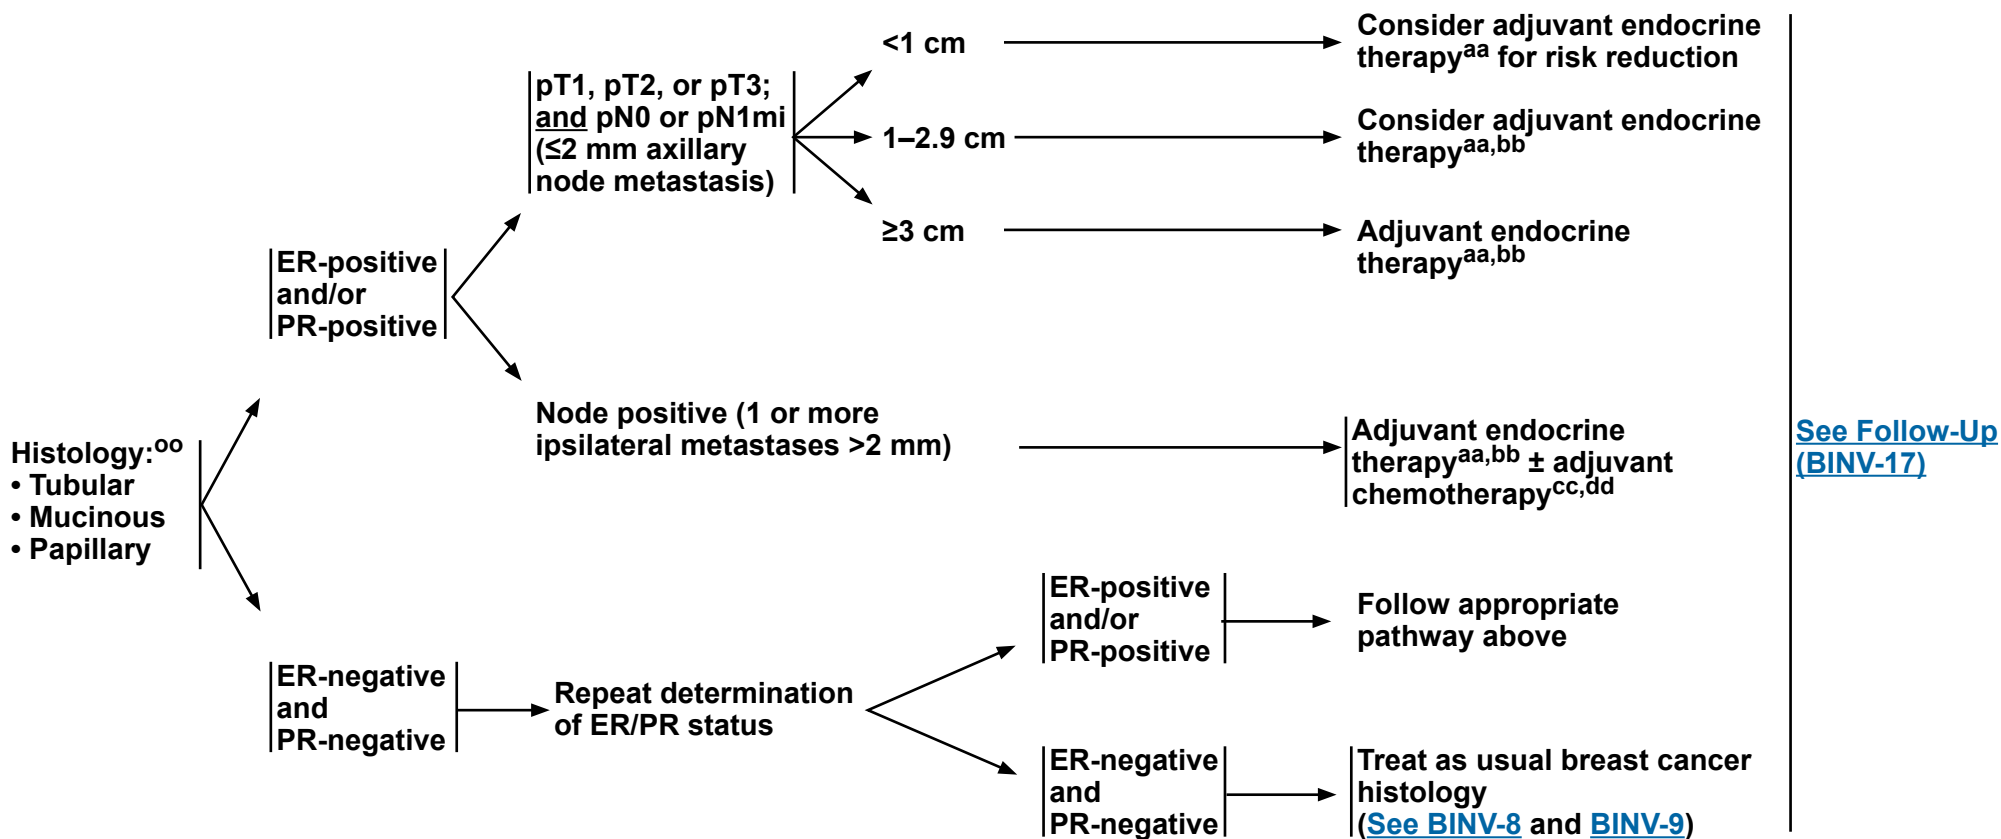 Histology:oo
• Tubular
• Mucinous
• Papillary
ER-positive
and/or
PR-positive
pT1, pT2, or pT3;
and pN0 or pN1mi
(≤2 mm axillary
node metastasis)
<1 cm
Consider adjuvant endocrine
therapyaa for risk reduction
1–2.9 cm
Consider adjuvant endocrine
therapyaa,bb
≥3 cm
Adjuvant endocrine
therapyaa,bb
Node positive (1 or more
ipsilateral metastases >2 mm)
Adjuvant endocrine
therapyaa,bb ± adjuvant
chemotherapycc,dd
ER-negative
and
PR-negative
Repeat determination
of ER/PR status
ER-positive
and/or
PR-positive
Follow appropriate
pathway above
ER-negative
and
PR-negative
Treat as usual breast cancer
histology
(See BINV-8 and BINV-9)
See Follow-Up
(BINV-17)